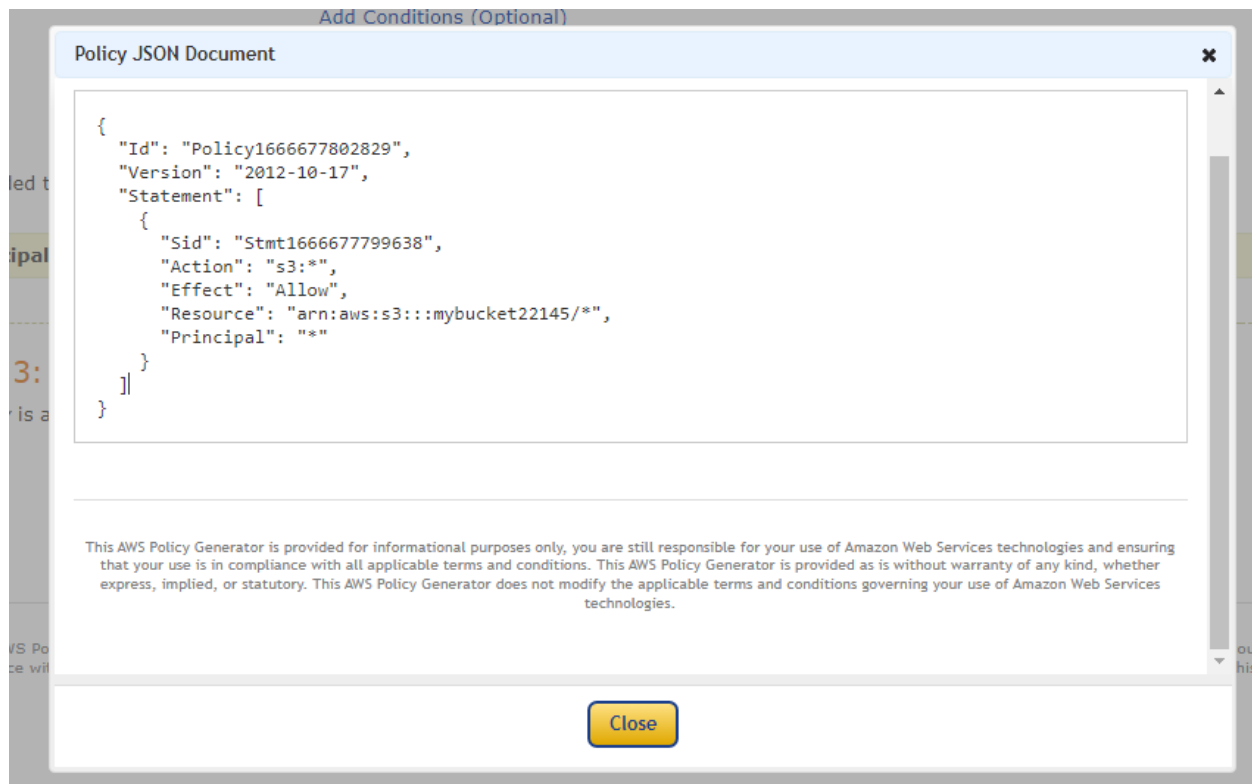 Add Conditions (Optional)
Policy JSON Document
{
"Id": "Policy1666677802829",
"Version": "2012-10-17",
"Statement": [
{
"Sid": "Stmt1666677799638",
"Action": "s3:*",
"Effect": "Allow",
"Resource": "arn:aws:s3:::mybucket22145/*",
"Principal": "*"
}
]
}
3:
is a
This AWS Policy Generator is provided for informational purposes only, you are still responsible for your use of Amazon Web Services technologies and ensuring
that your use is in compliance with all applicable terms and conditions. This AWS Policy Generator is provided as is without warranty of any kind, whether
express, implied, or statutory. This AWS Policy Generator does not modify the applicable terms and conditions governing your use of Amazon Web Services
technologies.
Close